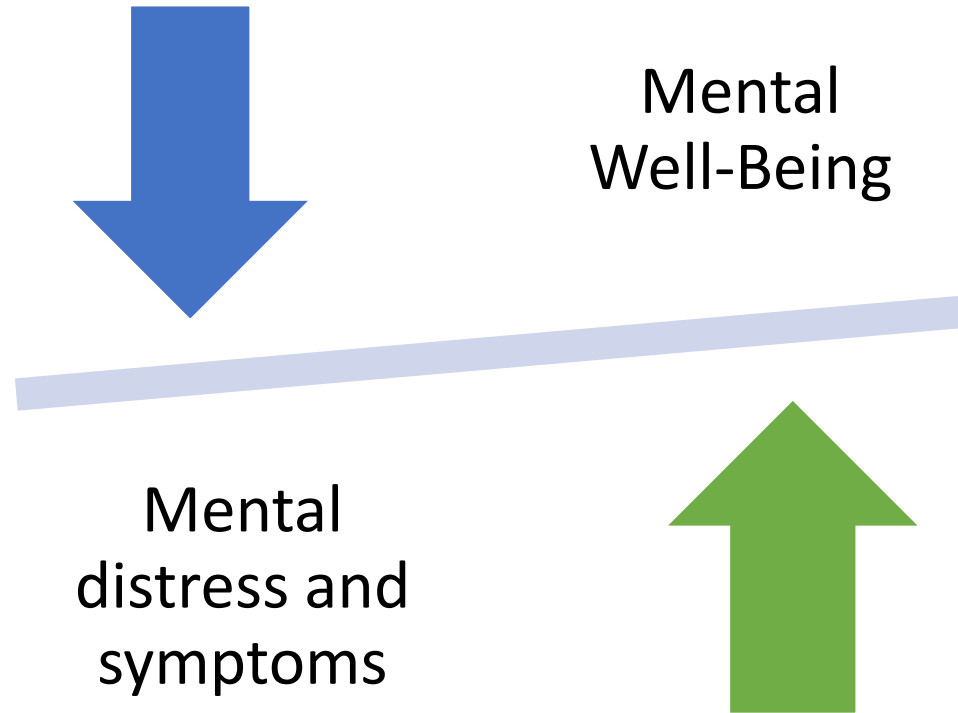 Mental
Well-Being
Mental
distress and
symptoms